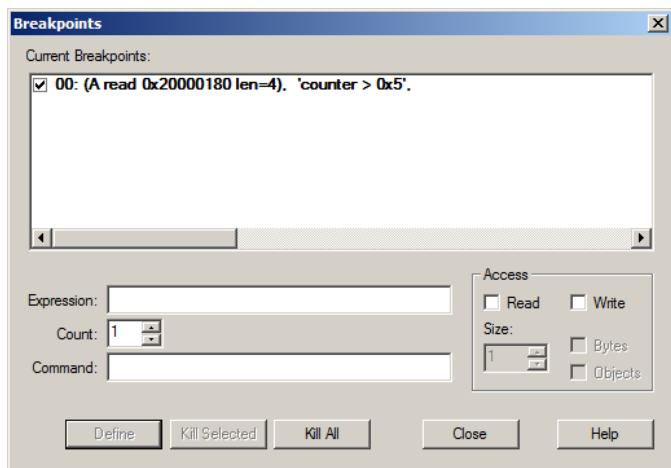 Breakpoints
Current Breakpoints:
00: (A read 0x20000180 len=4), 'counter > 0x5',
Expression:
Count: 1
Command:
Access
Read Write
Size:
1
Bytes
Objects
Define Kill Selected Kill All Close Help